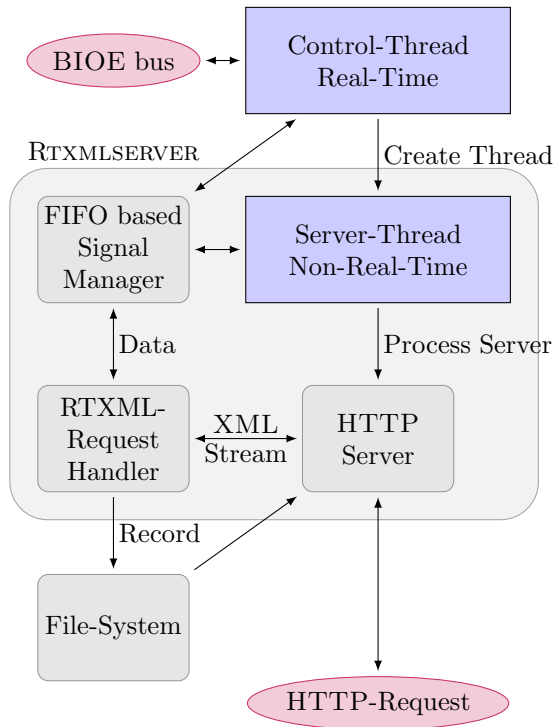 BIOE bus
Control-Thread
Real-Time
RTXMLSERVER
Create Thread
FIFO based
Signal
Manager
Server-Thread
Non-Real-Time
Data
Process Server
RTXML-
Request
Handler
XML
Stream
HTTP
Server
Record
File-System
HTTP-Request